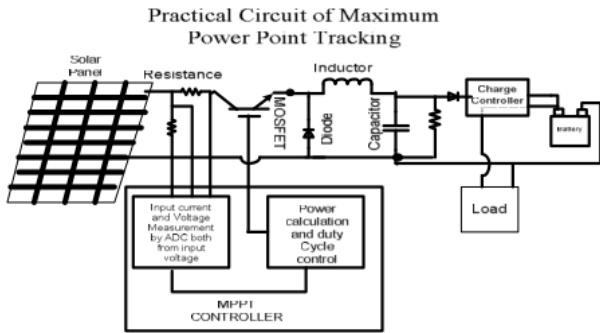 Practical Circuit of Maximum
Power Point Tracking
Solar
Panel
Resistance
MOSFET
Inductor
Diode
Capacitor
Charge
Controller
Battery
Load
Input current
and Voltage
Measurement
by ADC both
from input
voltage
Power
calculation
and duty
Cycle
control
MPPT
CONTROLLER